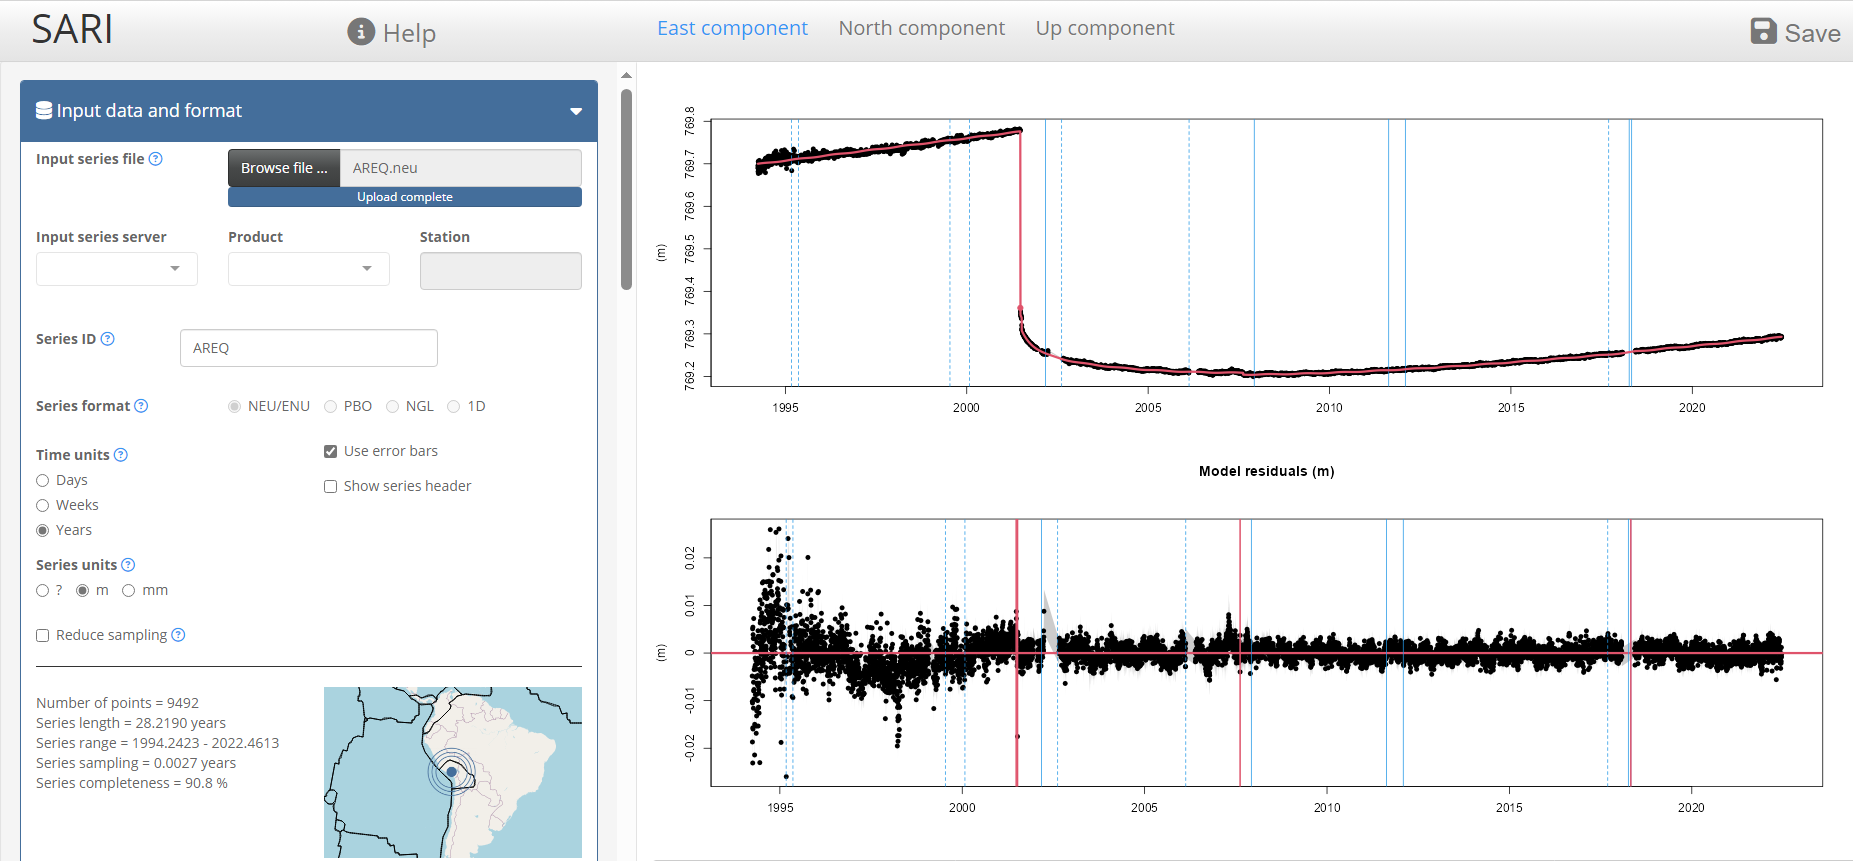 SARI
Help
East component
North component
Up component
Save
Input data and format
Input series file ?
Browse file ...
AREQ.neu
Upload complete
Input series server
Product
Station
Series ID ?
AREQ
Series format ?
NEU/ENU
PBO
NGL
1D
Time units ?
Use error bars
Days
Show series header
Weeks
Years
Series units ?
?
m
mm
Reduce sampling ?
Number of points = 9492
Series length = 28.2190 years
Series range = 1994.2423 - 2022.4613
Series sampling = 0.0027 years
Series completeness = 90.8 %
(m)
769.8
769.7
769.6
769.5
769.4
769.3
769.2
1995
2000
2005
2010
2015
2020
Model residuals (m)
(m)
0.02
0.01
0
-0.01
-0.02
1995
2000
2005
2010
2015
2020